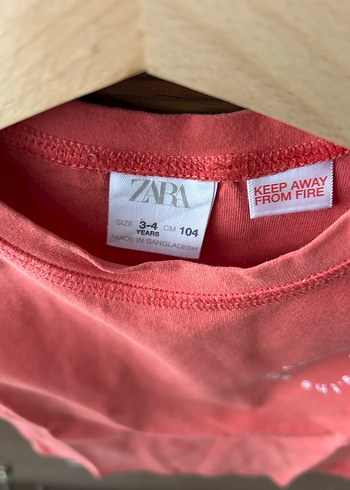 ZARA
SIZE 3-4 YEARS CM 104
MADE IN BANGLADESH
KEEP AWAY
FROM FIRE